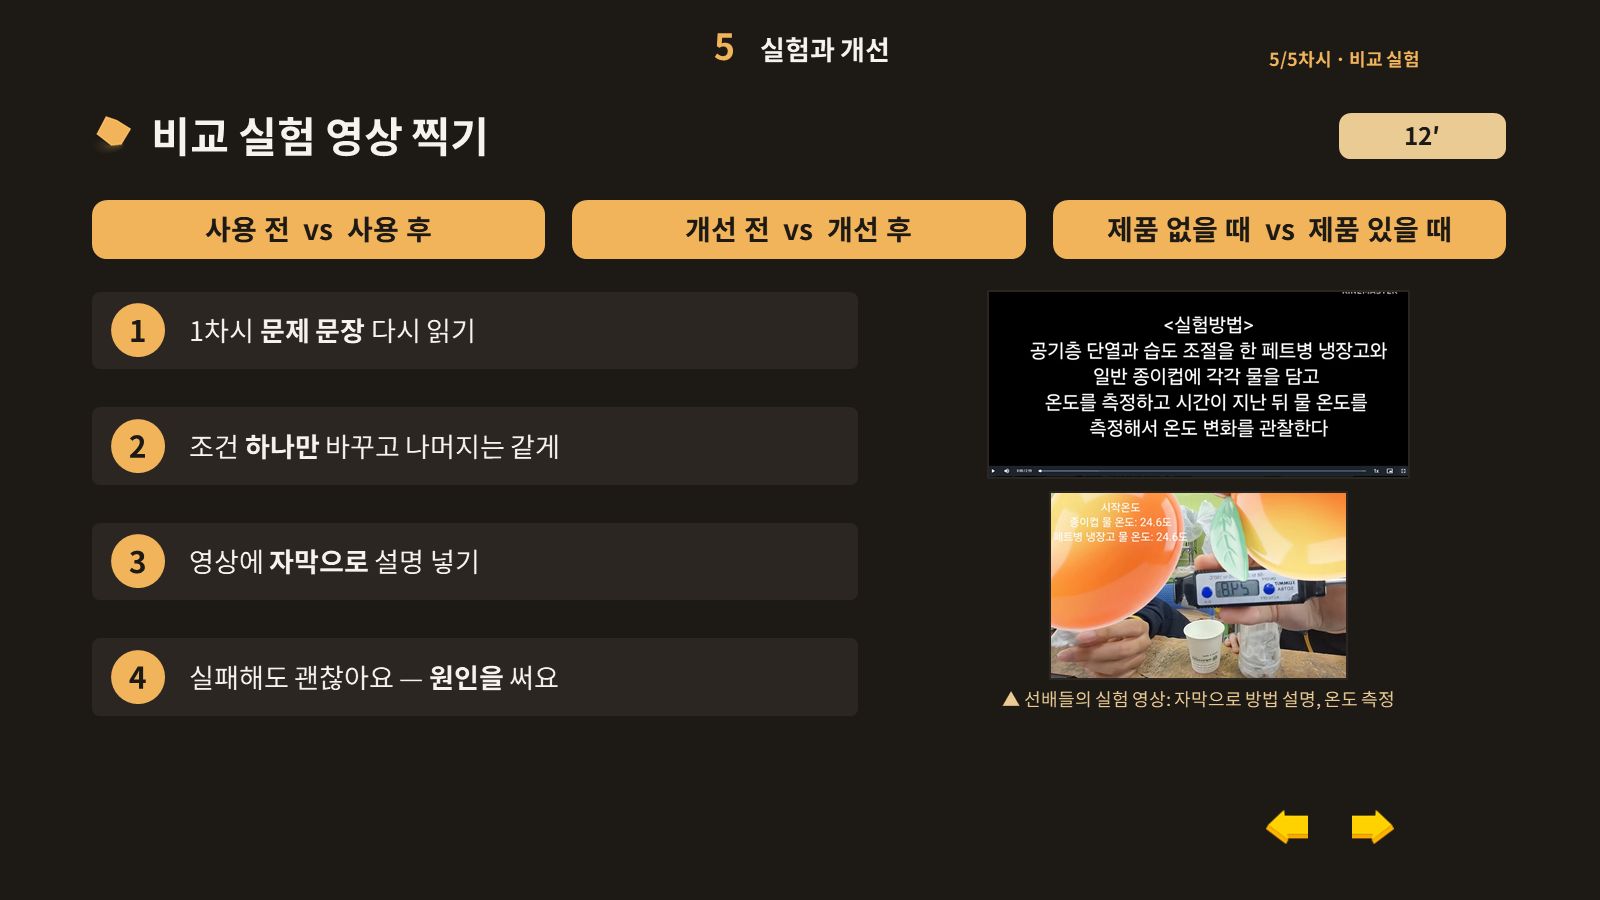 5 실험과 개선
5/5차시 · 비교 실험
비교 실험 영상 찍기
12′
사용 전 vs 사용 후
개선 전 vs 개선 후
제품 없을 때 vs 제품 있을 때
1 1차시 문제 문장 다시 읽기
2 조건 하나만 바꾸고 나머지는 같게
3 영상에 자막으로 설명 넣기
4 실패해도 괜찮아요 — 원인을 써요
<실험방법>
공기층 단열과 습도 조절을 한 페트병 냉장고와
일반 종이컵에 각각 물을 담고
온도를 측정하고 시간이 지난 뒤 물 온도를
측정해서 온도 변화를 관찰한다
1x
시작온도
종이컵 물 온도: 24.6도
페트병 냉장고 물 온도: 24.6도
▲ 선배들의 실험 영상: 자막으로 방법 설명, 온도 측정